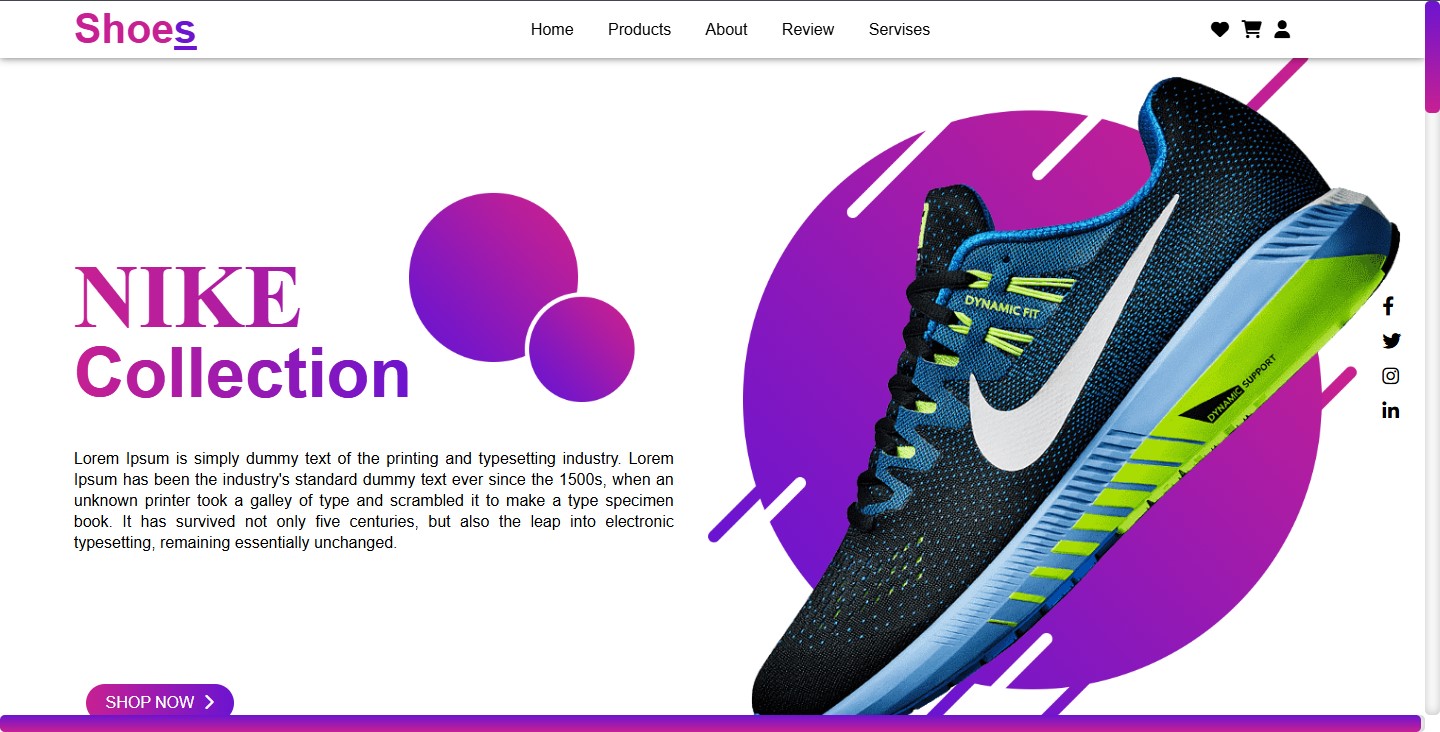 Shoes
Home Products About Review Servises
NIKE
Collection
DYNAMIC FIT
DYNAMIC SUPPORT
Lorem Ipsum is simply dummy text of the printing and typesetting industry. Lorem
Ipsum has been the industry's standard dummy text ever since the 1500s, when an
unknown printer took a galley of type and scrambled it to make a type specimen
book. It has survived not only five centuries, but also the leap into electronic
typesetting, remaining essentially unchanged.
SHOP NOW